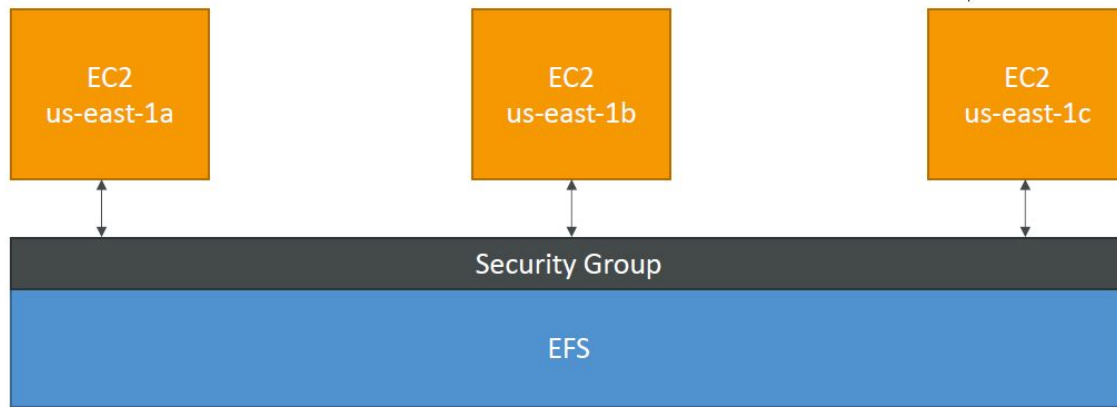 EC2
us-east-1a
EC2
us-east-1b
EC2
us-east-1c
Security Group
EFS